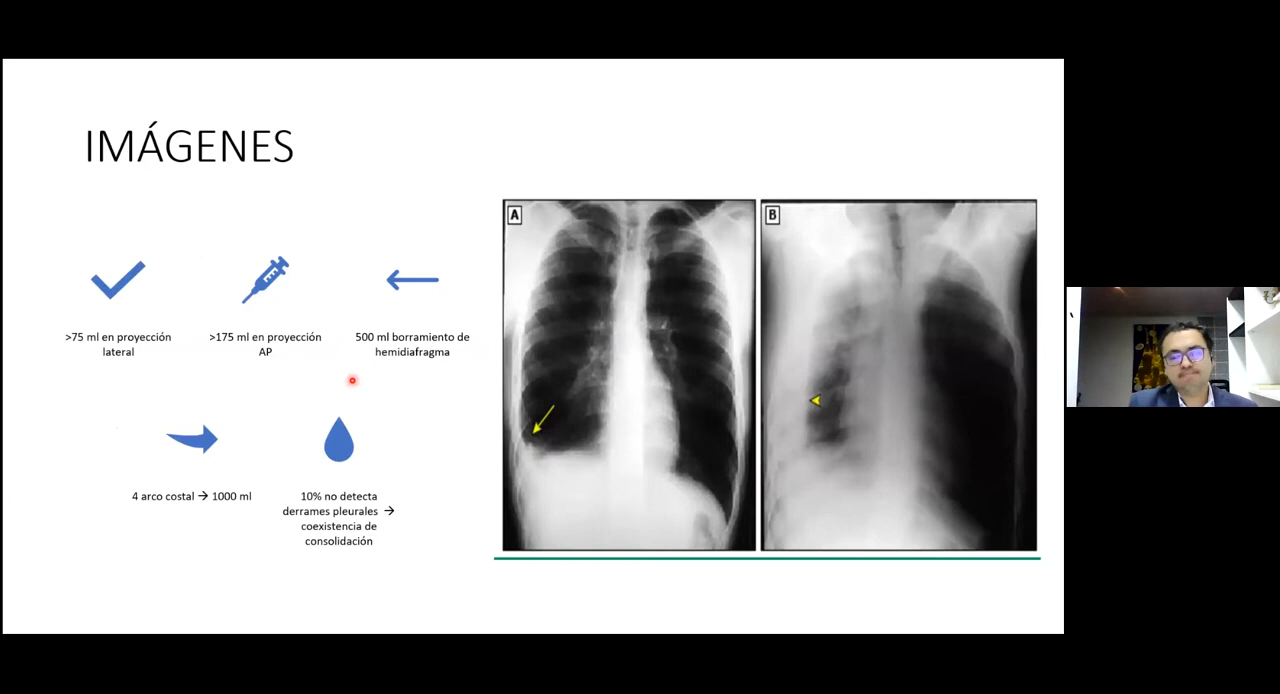 IMÁGENES
>75 ml en proyección
lateral
>175 ml en proyección
AP
500 ml borramiento de
hemidiafragma
4 arco costal → 1000 ml
10% no detecta
derrames pleurales →
coexistencia de
consolidación
A
B